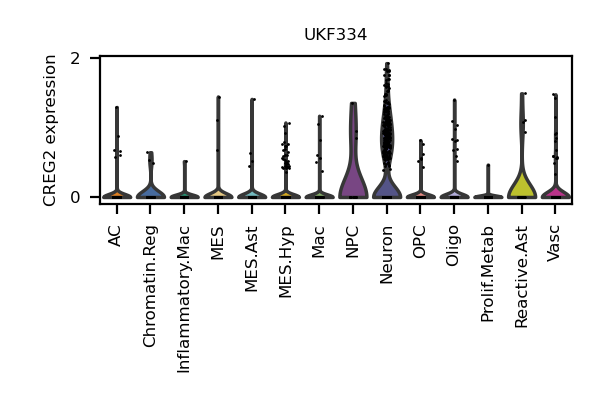 UKF334
CREG2 expression
2
0
AC
Chromatin.Reg
Inflammatory.Mac
MES
MES.Ast
MES.Hyp
Mac
NPC
Neuron
OPC
Oligo
Prolif.Metab
Reactive.Ast
Vasc